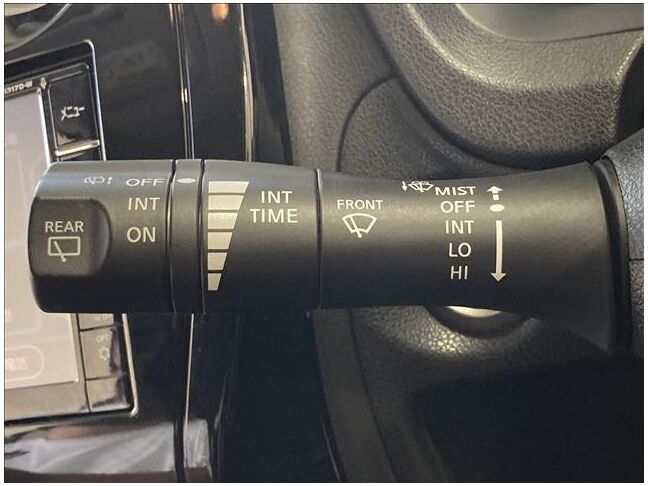 REAR
OFF
INT
ON
INT
TIME
FRONT
MIST
OFF
INT
LO
HI